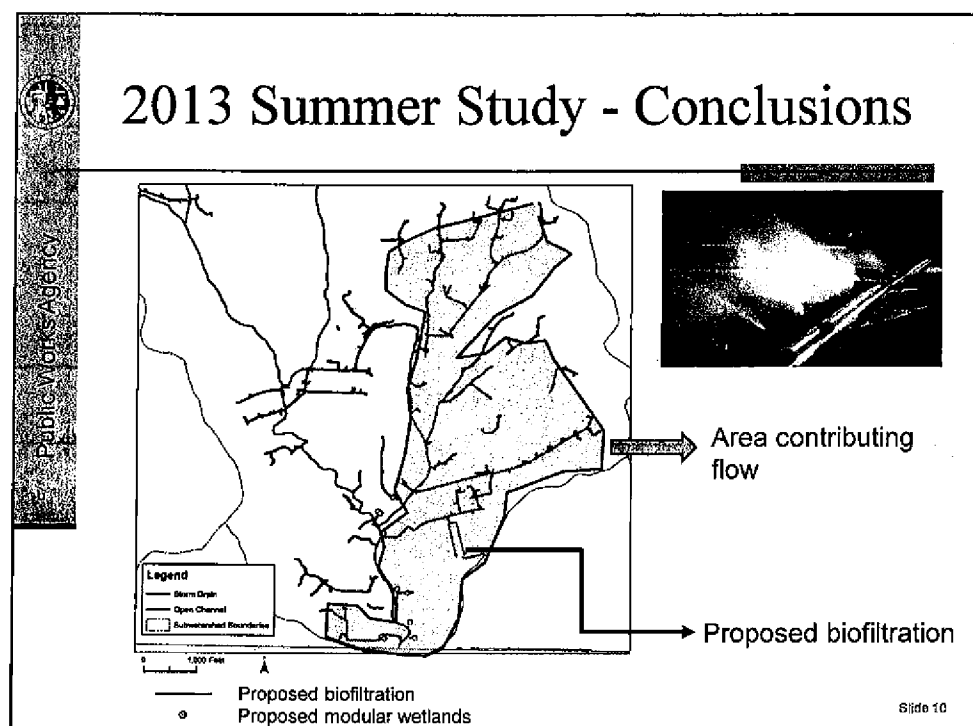 2013 Summer Study - Conclusions
Public Works Agency
Area contributing
flow
Legend
Storm Drain
Open Channel
Subwatershed Boundaries
0 1,000 Feet
Proposed biofiltration
Proposed biofiltration
Proposed modular wetlands
Slide 10